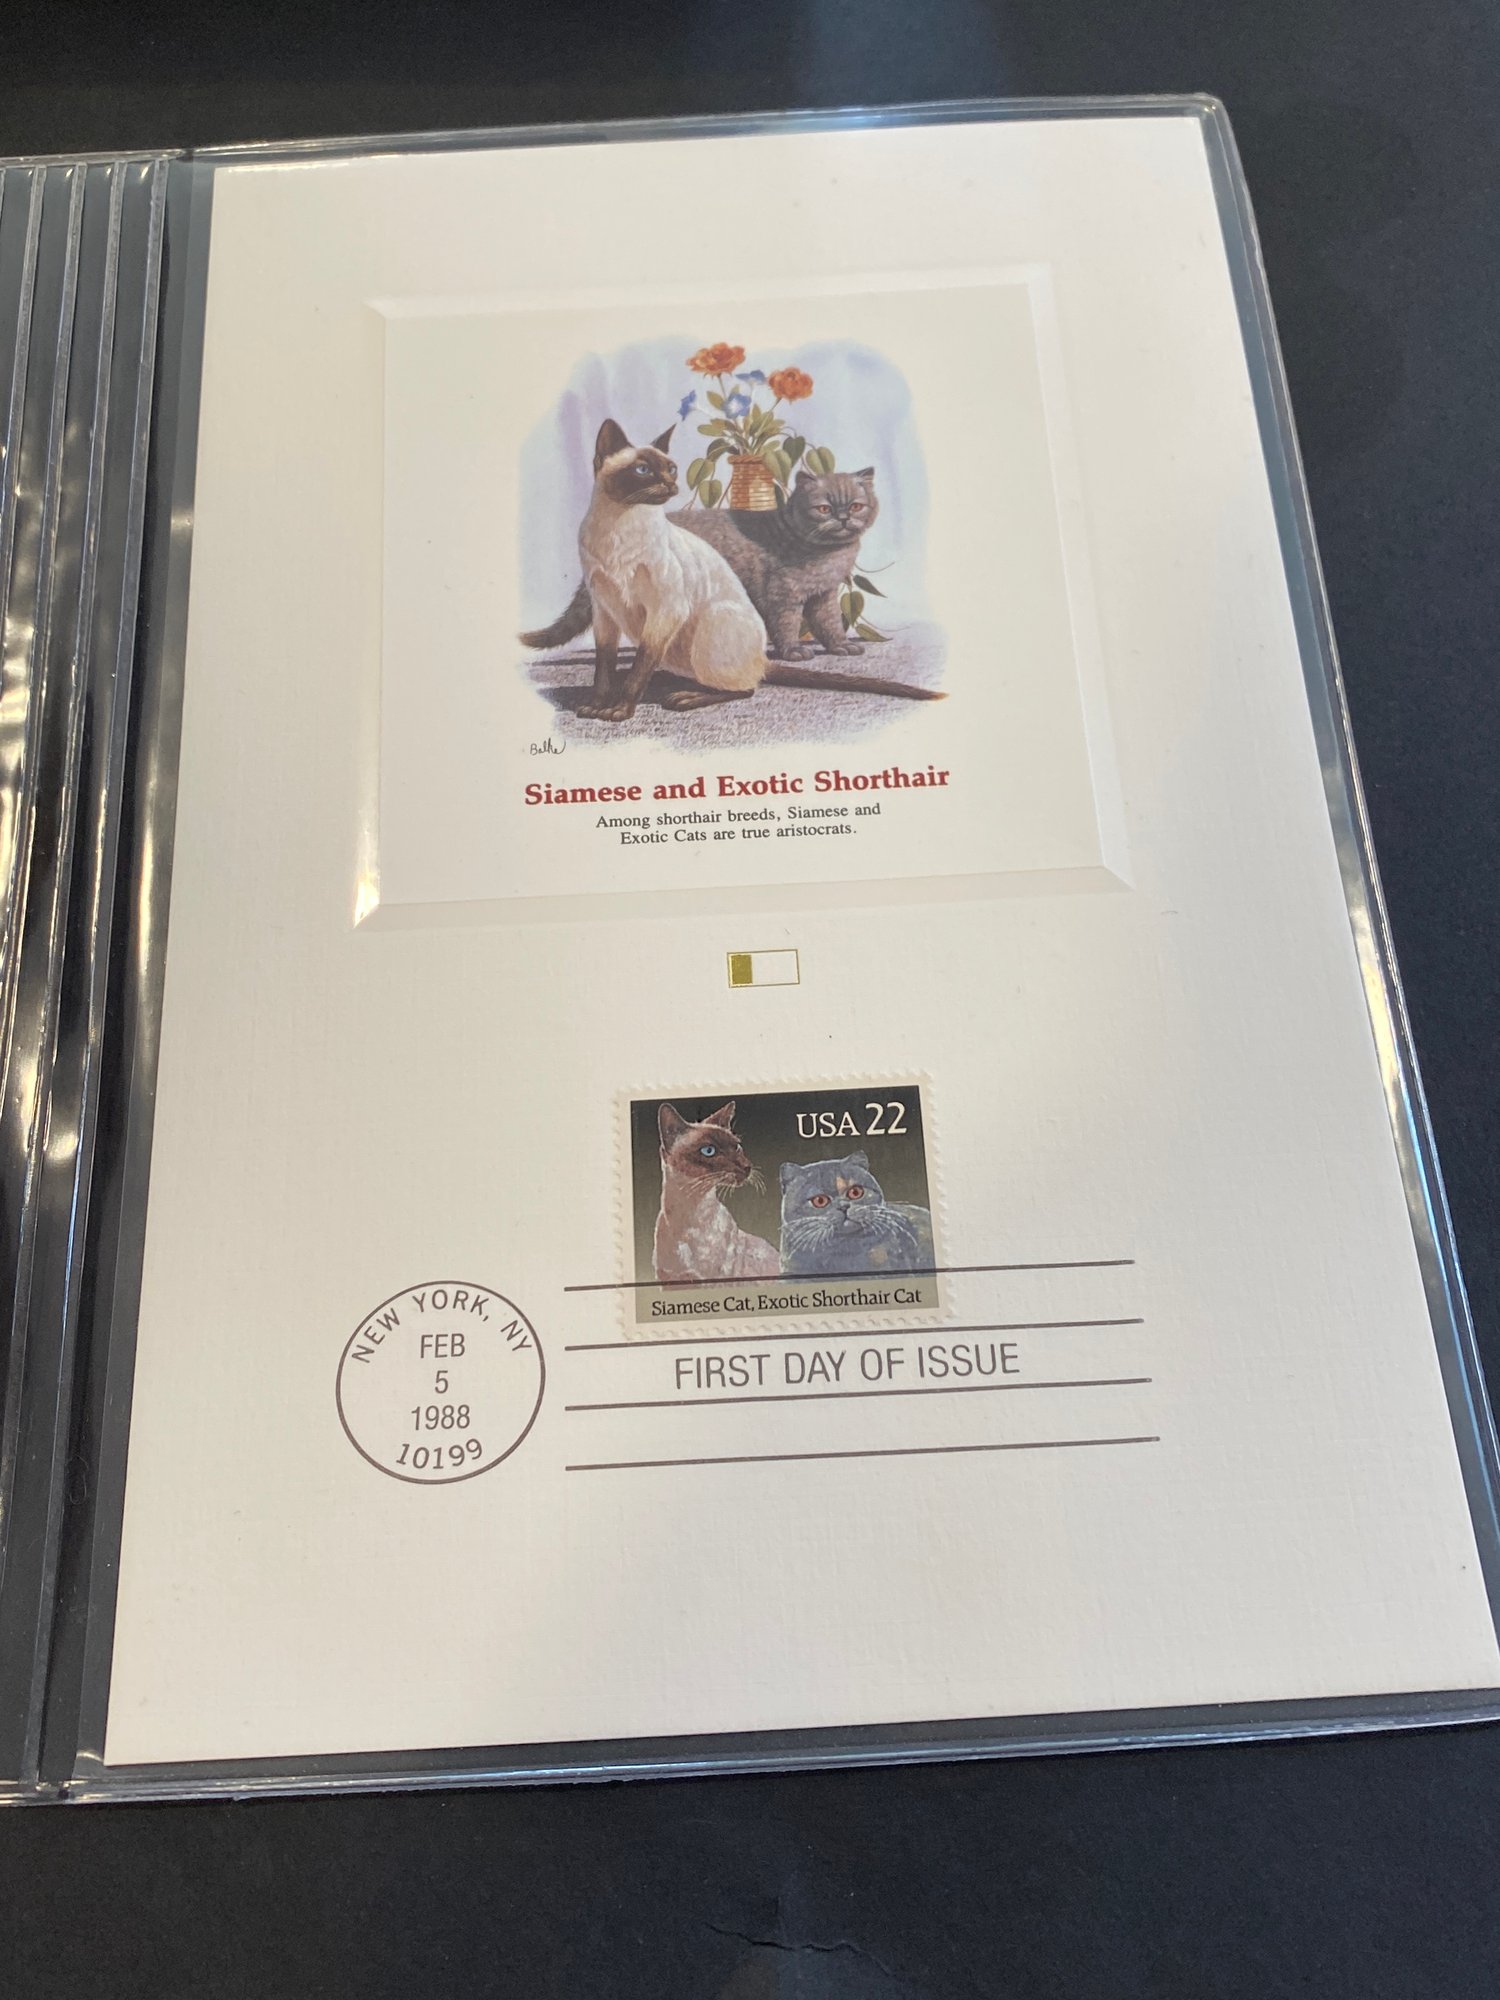 Balke
Siamese and Exotic Shorthair
Among shorthair breeds, Siamese and
Exotic Cats are true aristocrats.
USA 22
Siamese Cat, Exotic Shorthair Cat
NEW YORK, NY
FEB
5
1988
10199
FIRST DAY OF ISSUE